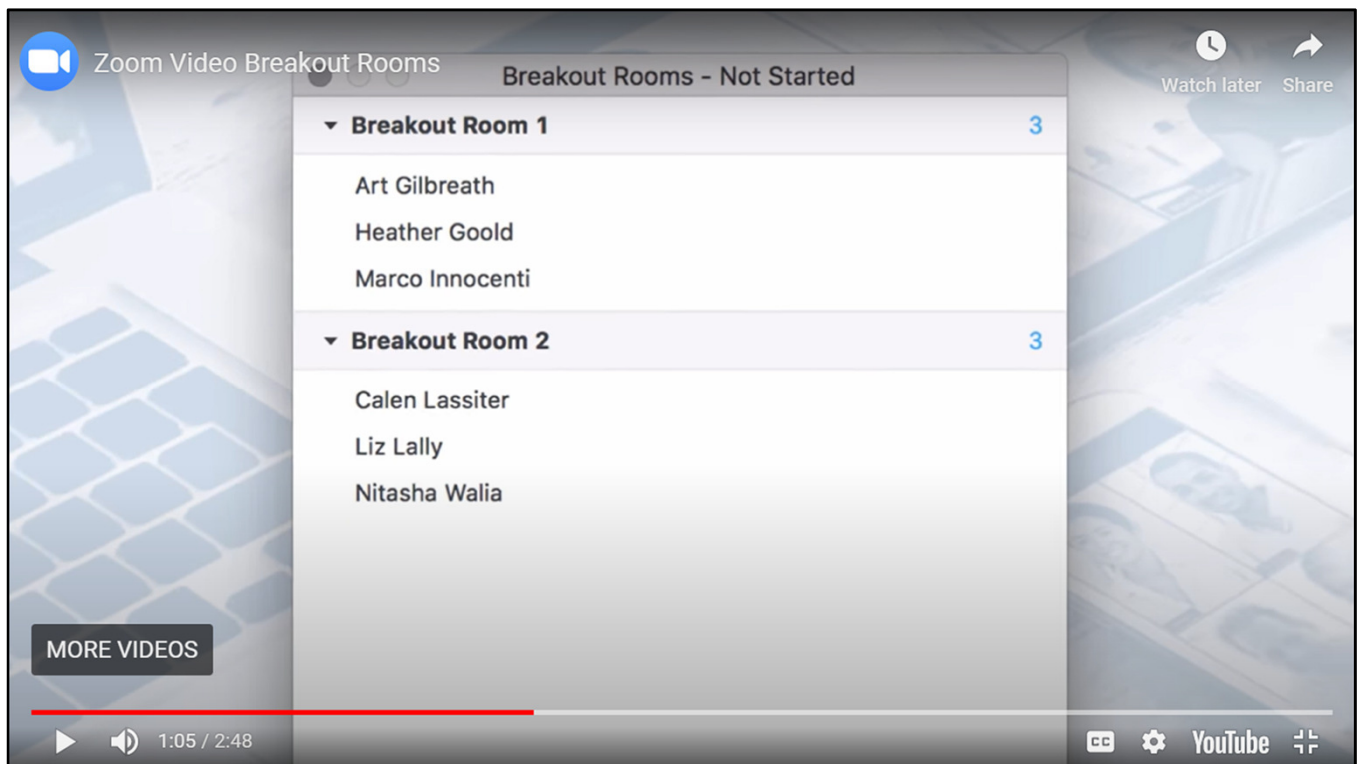 Zoom Video Breakout Rooms
Breakout Rooms - Not Started
Watch later
Share
Breakout Room 1 3
Art Gilbreath
Heather Goold
Marco Innocenti
Breakout Room 2 3
Calen Lassiter
Liz Lally
Nitasha Walia
MORE VIDEOS
1:05 / 2:48
CC
YouTube